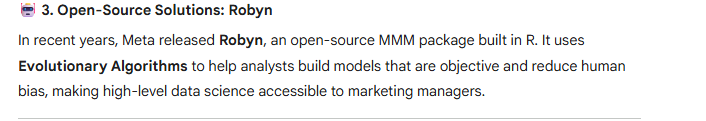 🤖 3. Open-Source Solutions: Robyn
In recent years, Meta released Robyn, an open-source MMM package built in R. It uses
Evolutionary Algorithms to help analysts build models that are objective and reduce human
bias, making high-level data science accessible to marketing managers.